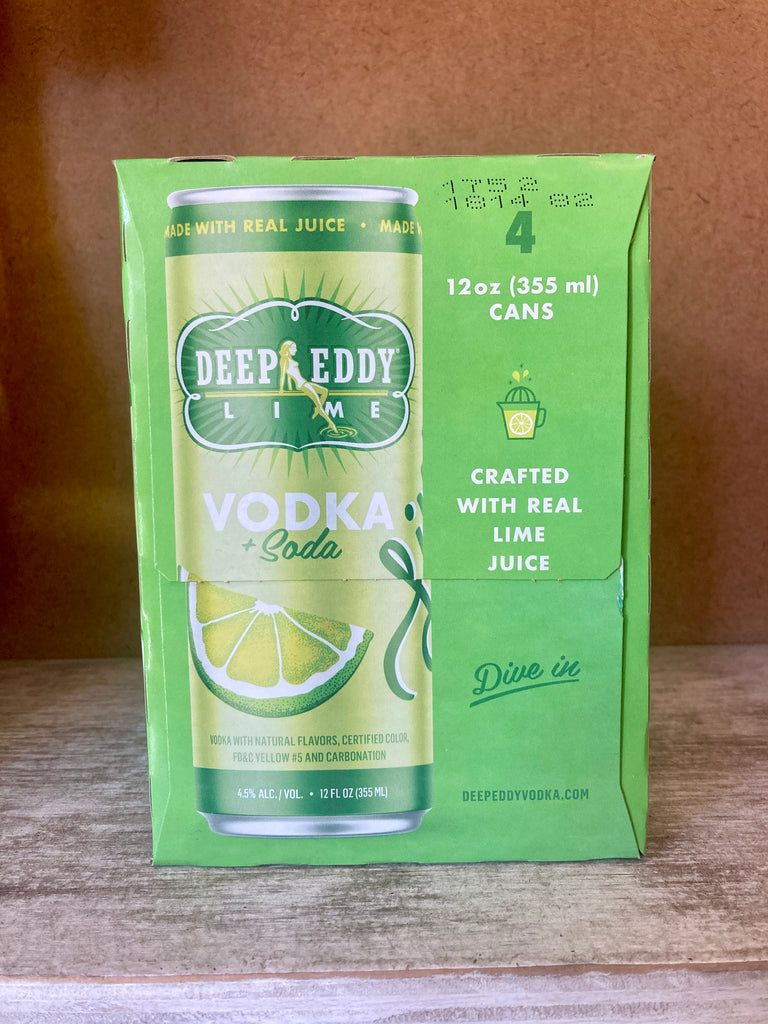 175 2
1814 02
4
12oz (355 ml)
CANS
CRAFTED
WITH REAL
LIME
JUICE
Dive in
DEEPEDDYVODKA.COM
MADE WITH REAL JUICE • MADE W
DEEP EDDY®
LIME
VODKA
+ Soda
VODKA WITH NATURAL FLAVORS, CERTIFIED COLOR,
FD&C YELLOW #5 AND CARBONATION
4.5% ALC./VOL. • 12 FL OZ (355 ML)